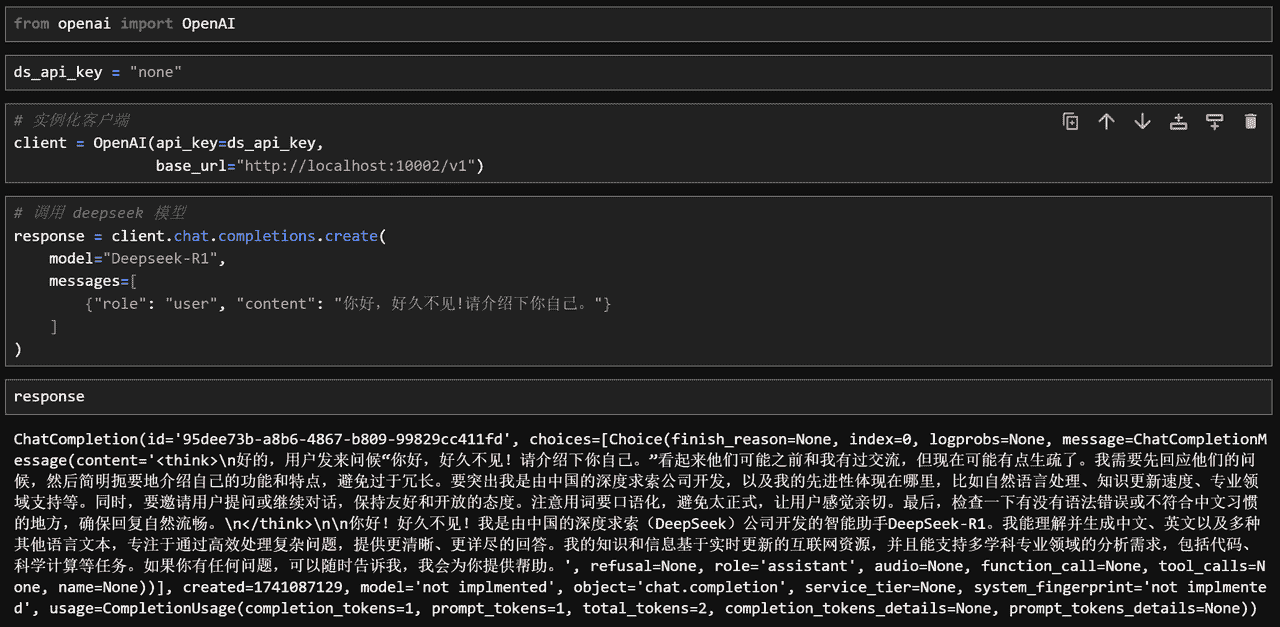 from openai import OpenAI
ds_api_key = "none"
# 实例化客户端
client = OpenAI(api_key=ds_api_key,
                base_url="http://localhost:10002/v1")
# 调用 deepseek 模型
response = client.chat.completions.create(
    model="Deepseek-R1",
    messages=[
        {"role": "user", "content": "你好，好久不见!请介绍下你自己。"}
    ]
)
response
ChatCompletion(id='95dee73b-a8b6-4867-b809-99829cc411fd', choices=[Choice(finish_reason=None, index=0, logprobs=None, message=ChatCompletionM
essage(content='<think>\n好的，用户发来问候“你好，好久不见！请介绍下你自己。”看起来他们可能之前和我有过交流，但现在可能有点生疏了。我需要先回应他们的问
候，然后简明扼要地介绍自己的功能和特点，避免过于冗长。要突出我是由中国的深度求索公司开发，以及我的先进性体现在哪里，比如自然语言处理、知识更新速度、专业领
域支持等。同时，要邀请用户提问或继续对话，保持友好和开放的态度。注意用词要口语化，避免太正式，让用户感觉亲切。最后，检查一下有没有语法错误或不符合中文习惯
的地方，确保回复自然流畅。\n</think>\n\n你好！好久不见！我是由中国的深度求索（DeepSeek）公司开发的智能助手DeepSeek-R1。我能理解并生成中文、英文以及多种
其他语言文本，专注于通过高效处理复杂问题，提供更清晰、更详尽的回答。我的知识和信息基于实时更新的互联网资源，并且能支持多学科专业领域的分析需求，包括代码、
科学计算等任务。如果你有任何问题，可以随时告诉我，我会为你提供帮助。', refusal=None, role='assistant', audio=None, function_call=None, tool_calls=N
one, name=None))], created=1741087129, model='not implmented', object='chat.completion', service_tier=None, system_fingerprint='not implmente
d', usage=CompletionUsage(completion_tokens=1, prompt_tokens=1, total_tokens=2, completion_tokens_details=None, prompt_tokens_details=None))